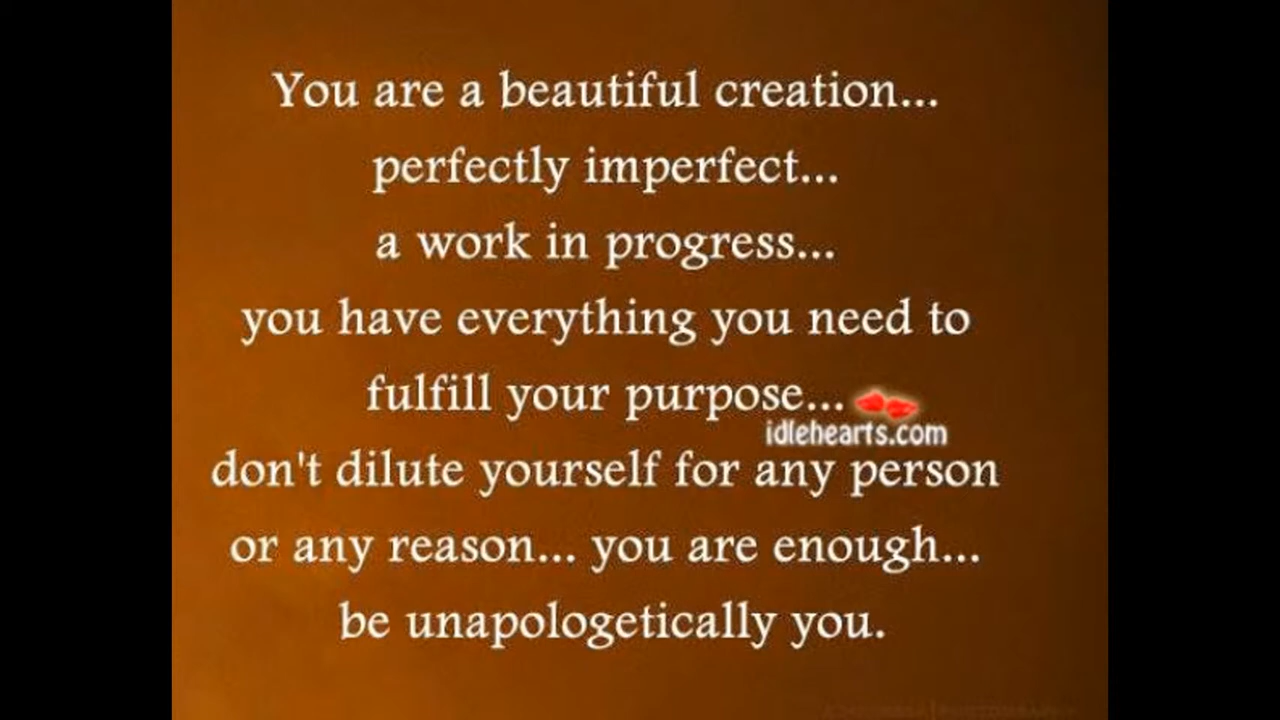 You are a beautiful creation...
perfectly imperfect...
a work in progress...
you have everything you need to
fulfill your purpose...
idlehearts.com
don't dilute yourself for any person
or any reason... you are enough...
be unapologetically you.